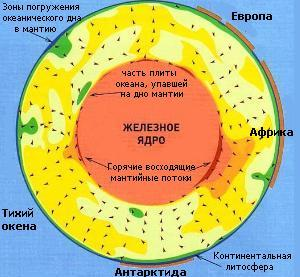 Зоны погружения
океанического дна
в мантию
Европа
часть плиты
океана, упавшей
на дно мантии
ЖЕЛЕЗНОЕ
ЯДРО
Африка
Горячие восходящие
мантийные потоки
Тихий
окена
Континентальная
литосфера
Антарктида